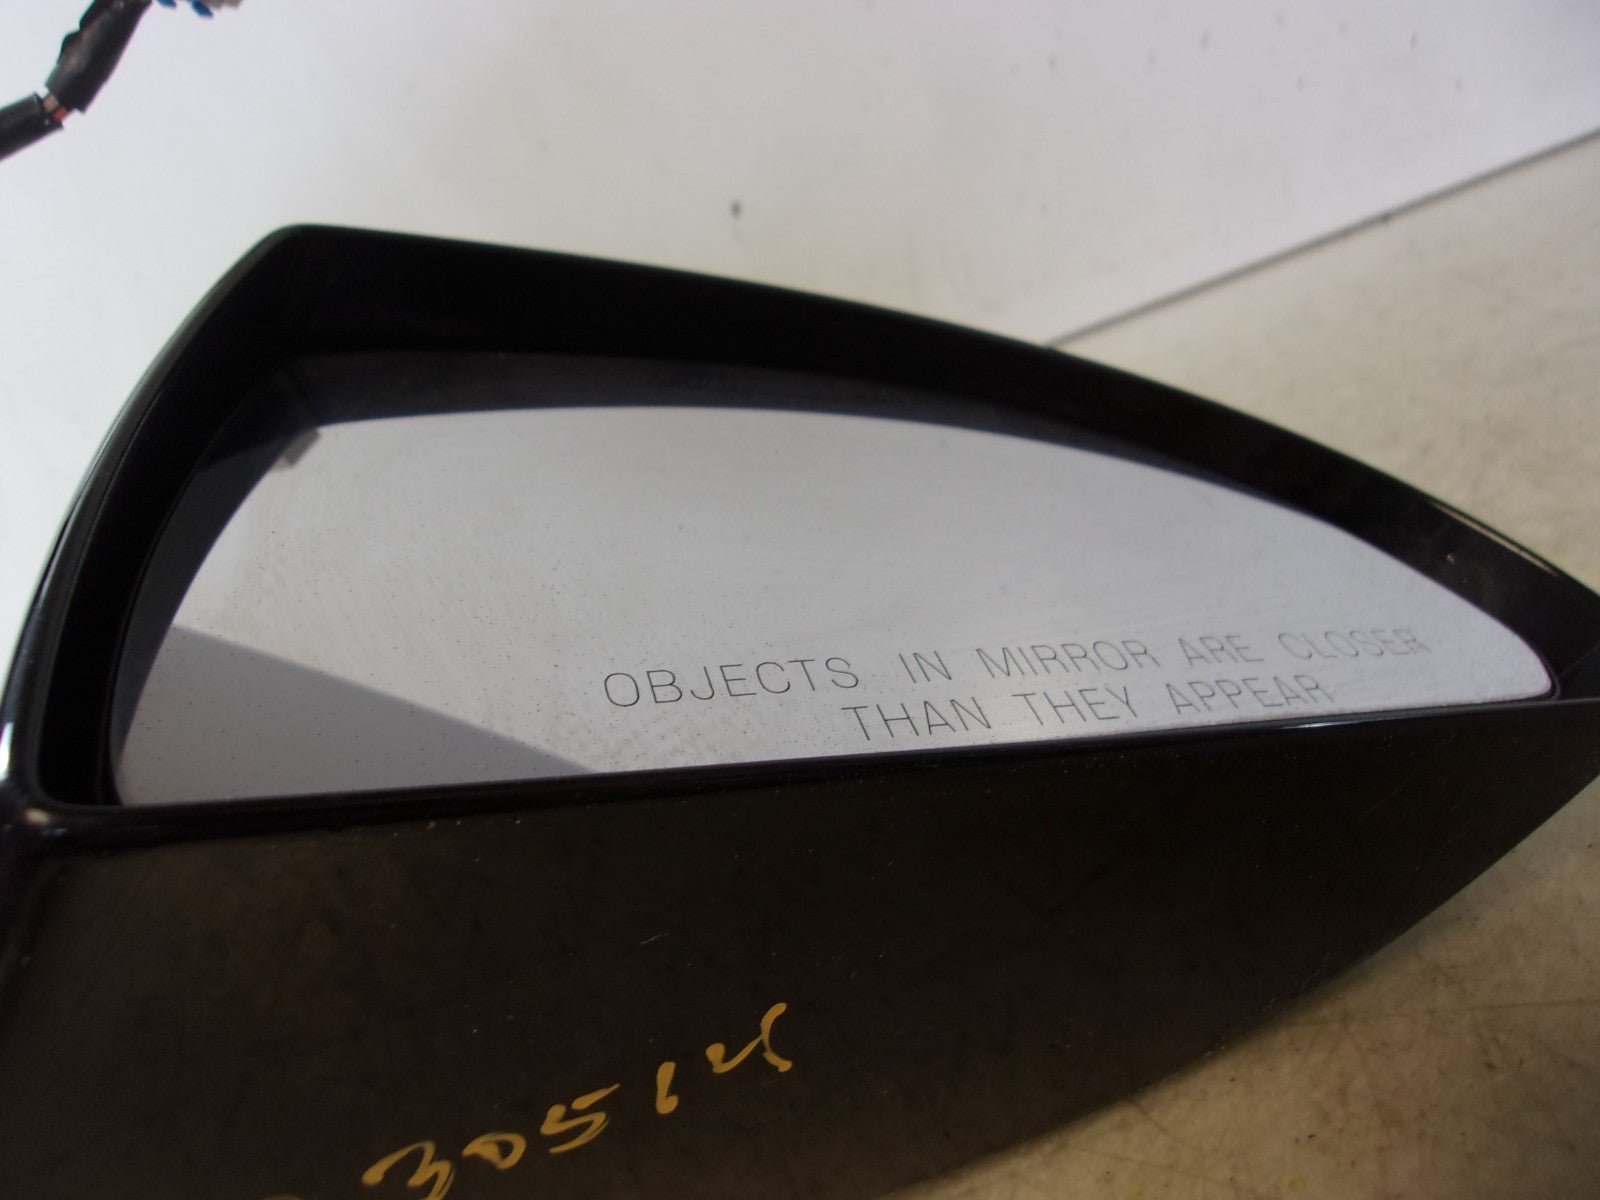 OBJECTS IN MIRROR ARE CLOSER
THAN THEY APPEAR
30514